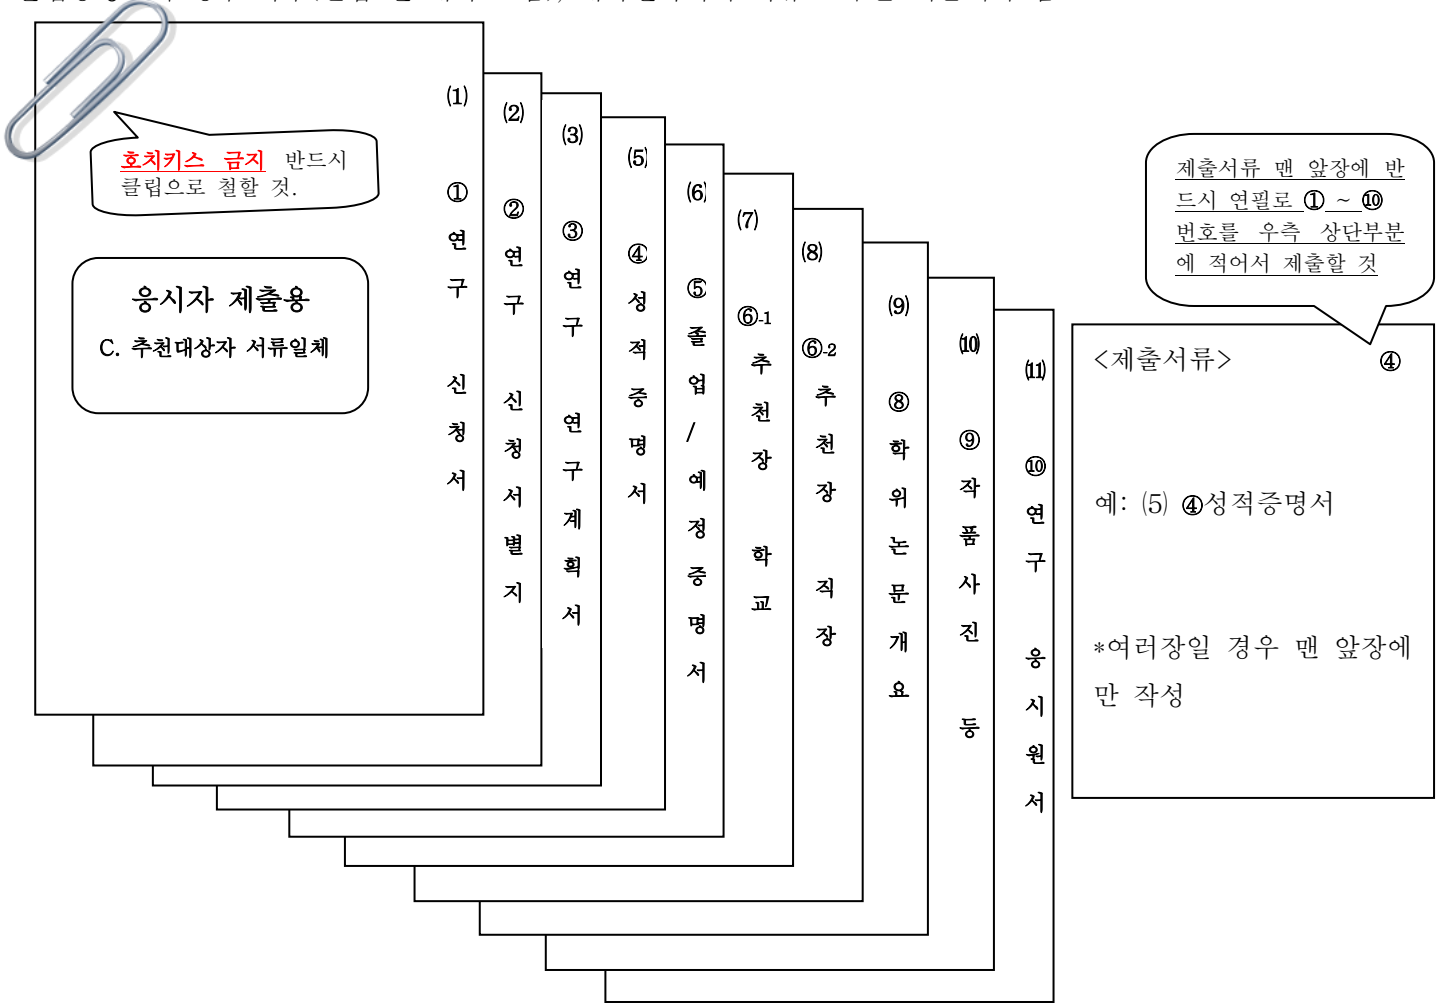 호치키스 금지 반드시
클립으로 철할 것.
응시자 제출용
C. 추천대상자 서류일체
(1) ①연구 신청서
(2) ②연구 신청서별지
(3) ③연구 연구계획서
(5) ④성적증명서
(6) ⑤졸업/예정증명서
(7) ⑥-1추천장 학교
(8) ⑥-2추천장 직장
(9) ⑧학위논문개요
(10) ⑨작품사진 등
(11) ⑩연구 응시원서
제출서류 맨 앞장에 반
드시 연필로 ① ~ ⑩
번호를 우측 상단부분
에 적어서 제출할 것
<제출서류> ④
예: (5) ④성적증명서
*여러장일 경우 맨 앞장에
만 작성